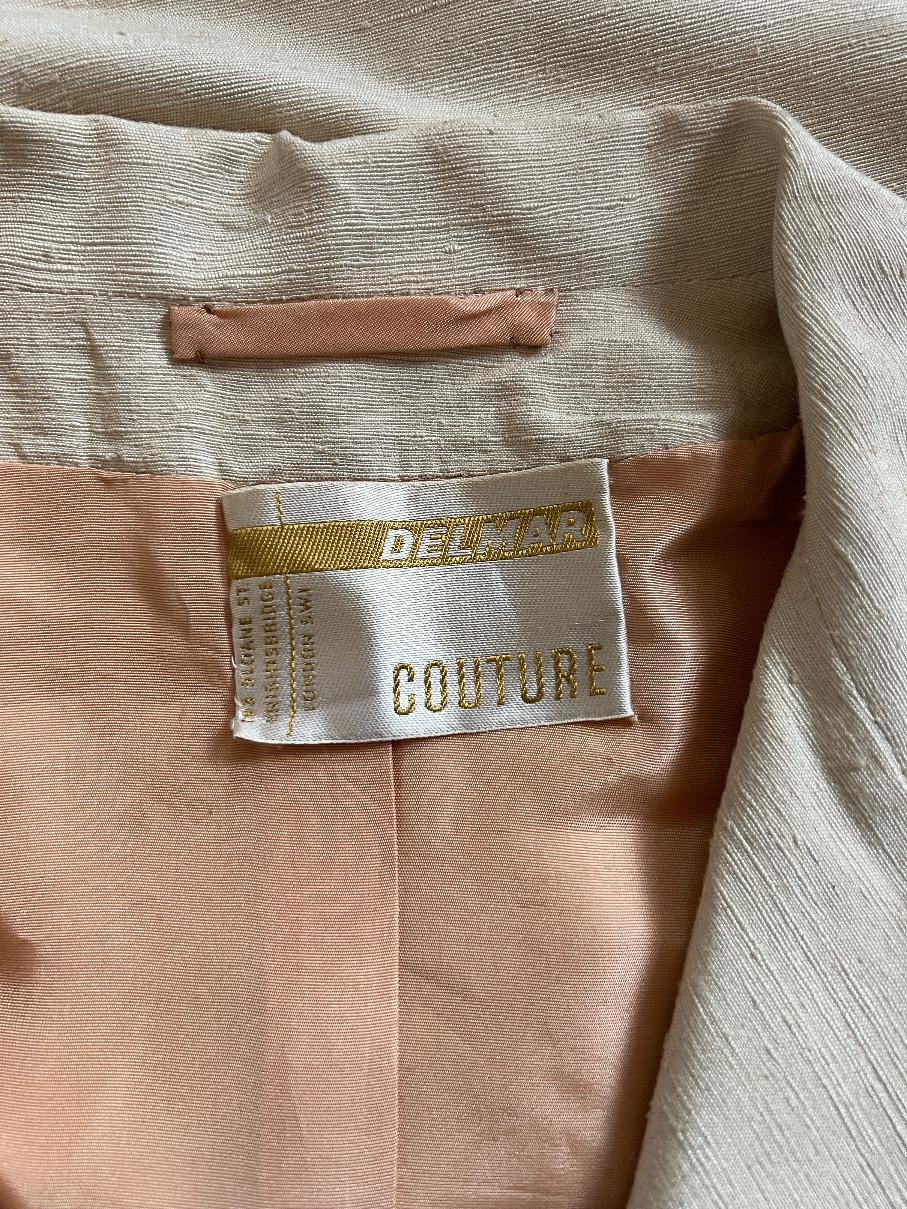 DELMAR
COUTURE
SLOANE ST
KNIGHTSBRIDGE
LONDON SW1